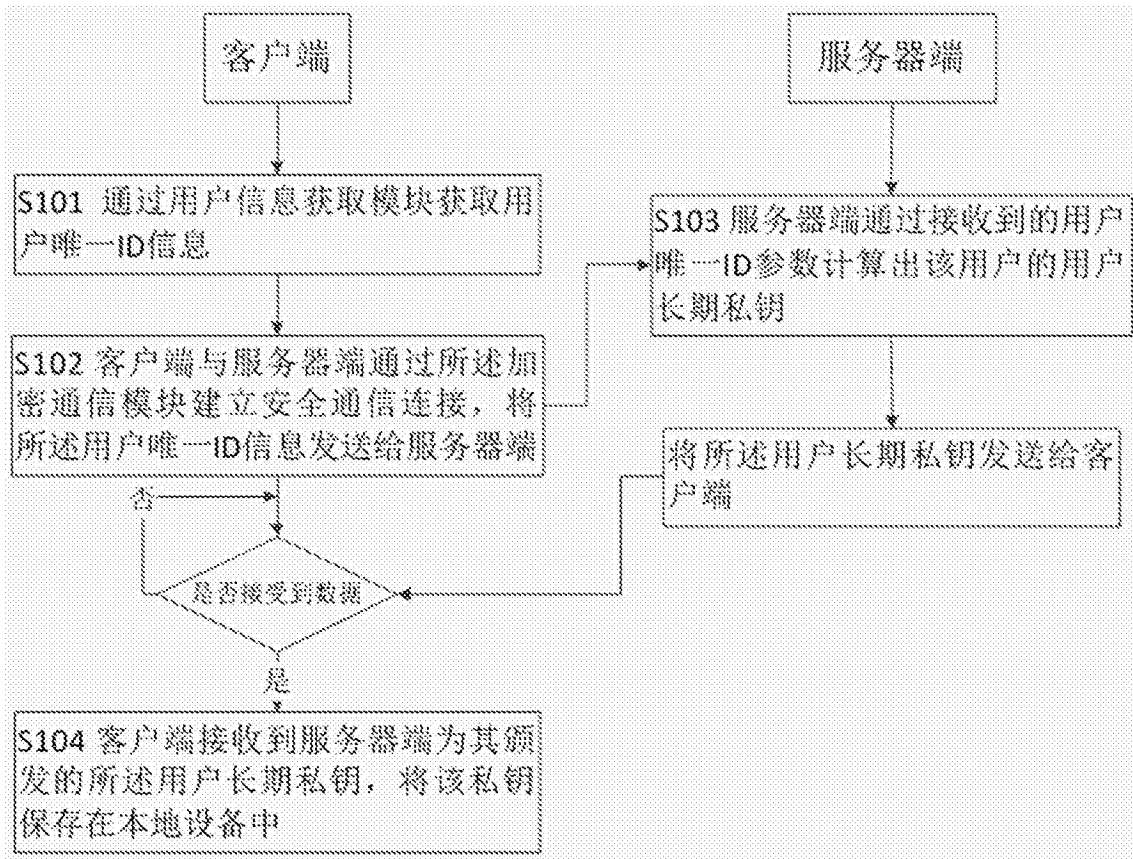 客户端
服务器端
S101 通过用户信息获取模块获取用
户唯一ID信息
S103 服务器端通过接收到的用户
唯一ID参数计算出该用户的用户
长期私钥
S102 客户端与服务器端通过所述加
密通信模块建立安全通信连接，将
所述用户唯一ID信息发送给服务器端
将所述用户长期私钥发送给客
户端
否
是否接受到数据
是
S104 客户端接收到服务器端为其颁
发的所述用户长期私钥，将该私钥
保存在本地设备中